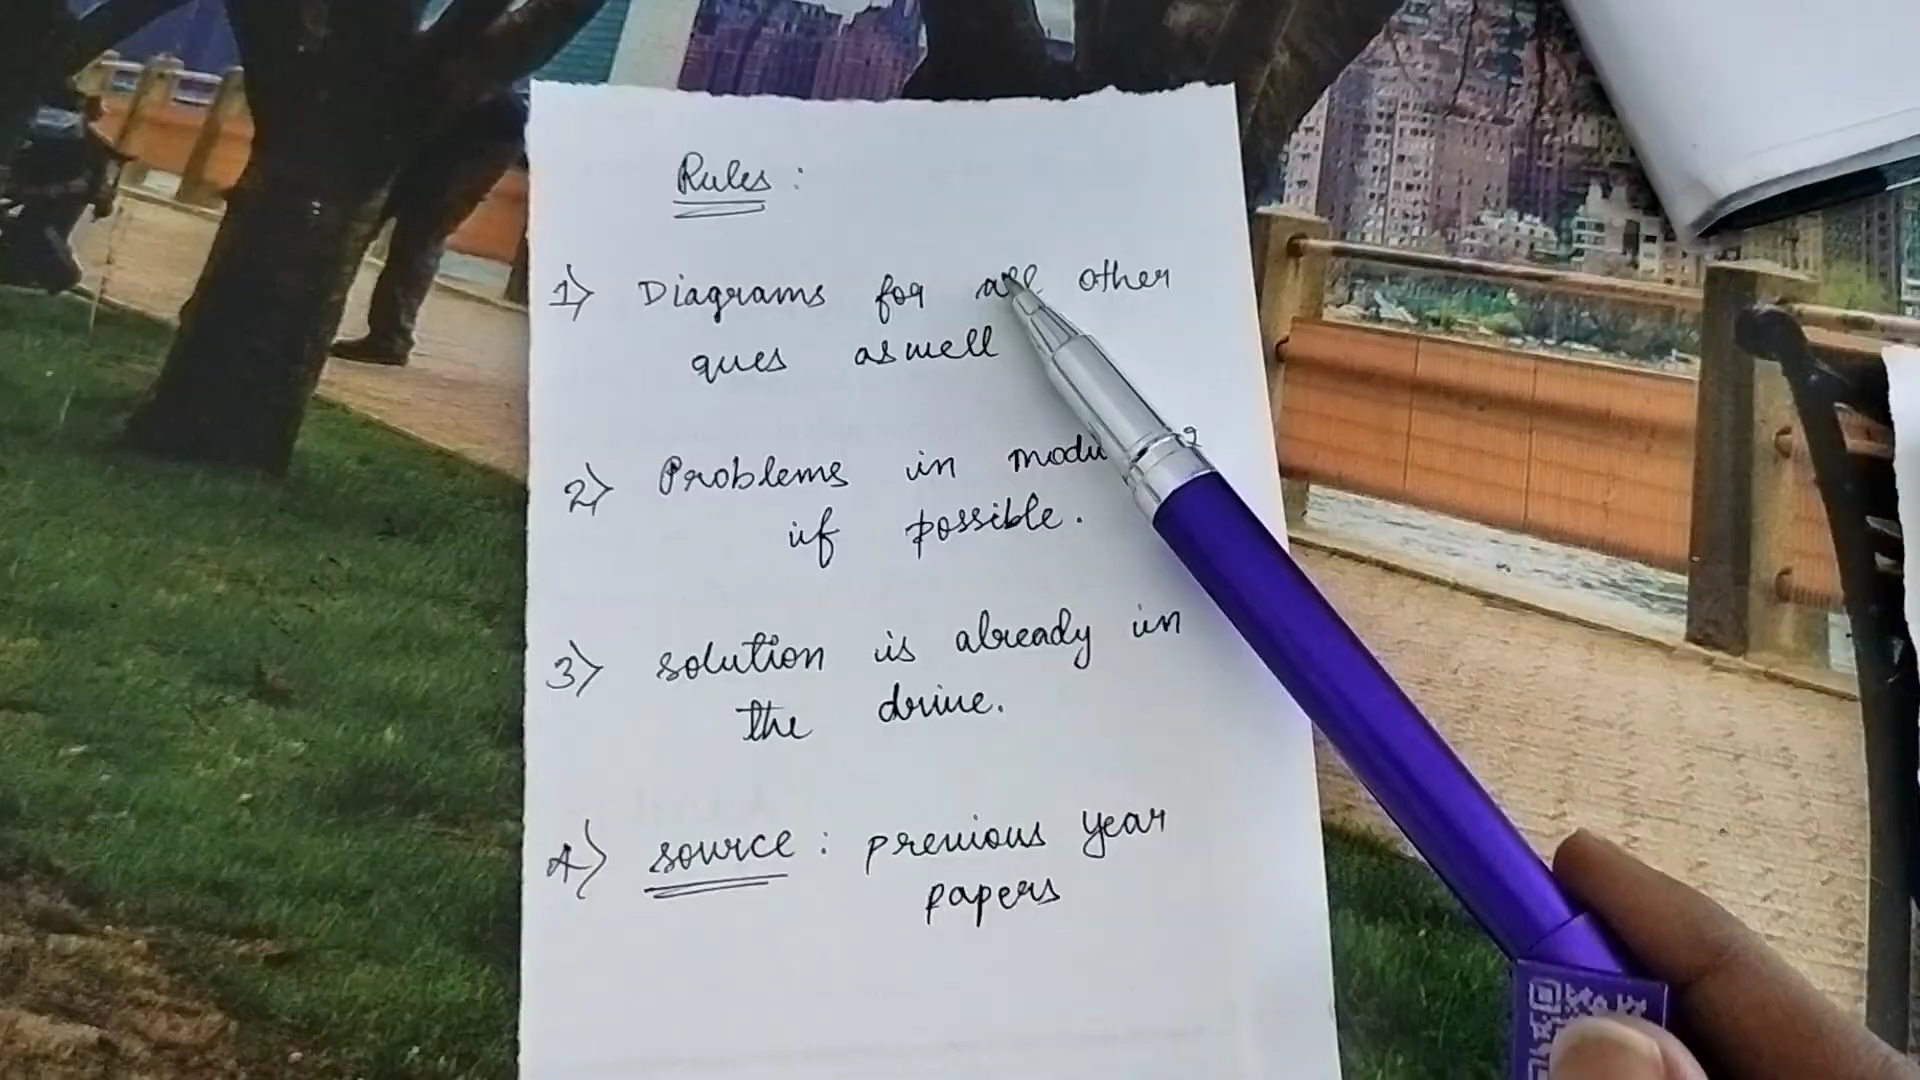 Rules :
1) Diagrams for all other
ques aswell
2) Problems in
if possible.
3) solution is already in
the drive.
4) source : previous year
papers